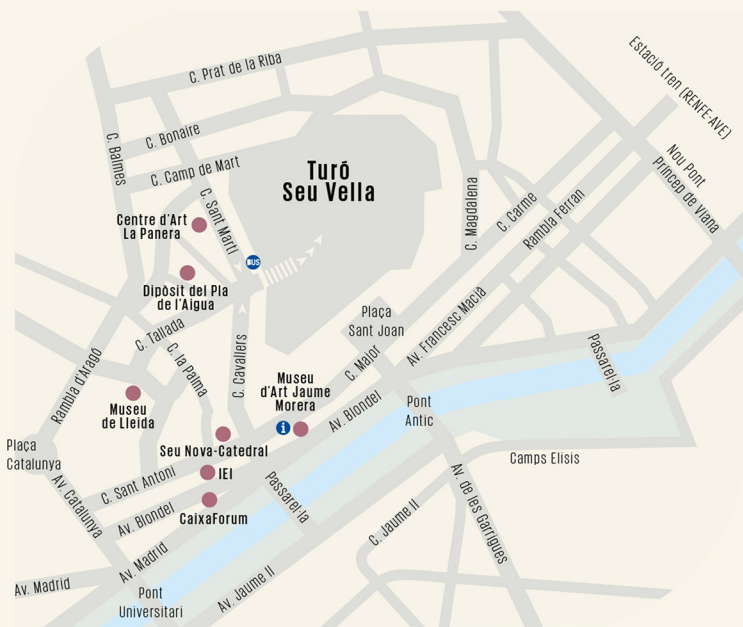 C. Prat de la Riba
Estació tren (RENFE-AVE)
C. Bonaire
C. Balmes
C. Camp de Mart
Turó
Seu Vella
Nou Pont
Príncep de Viana
C. Sant Martí
C. Magdalena
C. Carme
Rambla Ferran
Centre d'Art
La Panera
BUS
Dipòsit del Pla
de l'Aigua
Plaça
Sant Joan
Av. Francesc Macià
C. Tallada
C. la Palma
C. Cavallers
C. Major
Passarel·la
Rambla d'Aragó
Museu
d'Art Jaume
Morera
Museu
de Lleida
Av. Blondel
Pont
Antic
i
Plaça
Catalunya
Seu Nova-Catedral
IEI
C. Sant Antoni
Av. Catalunya
Camps Elisis
Passarel·la
Av. de les Garrigues
Av. Blondel
CaixaForum
C. Jaume II
Av. Madrid
Av. Madrid
Pont
Universitari
Av. Jaume II